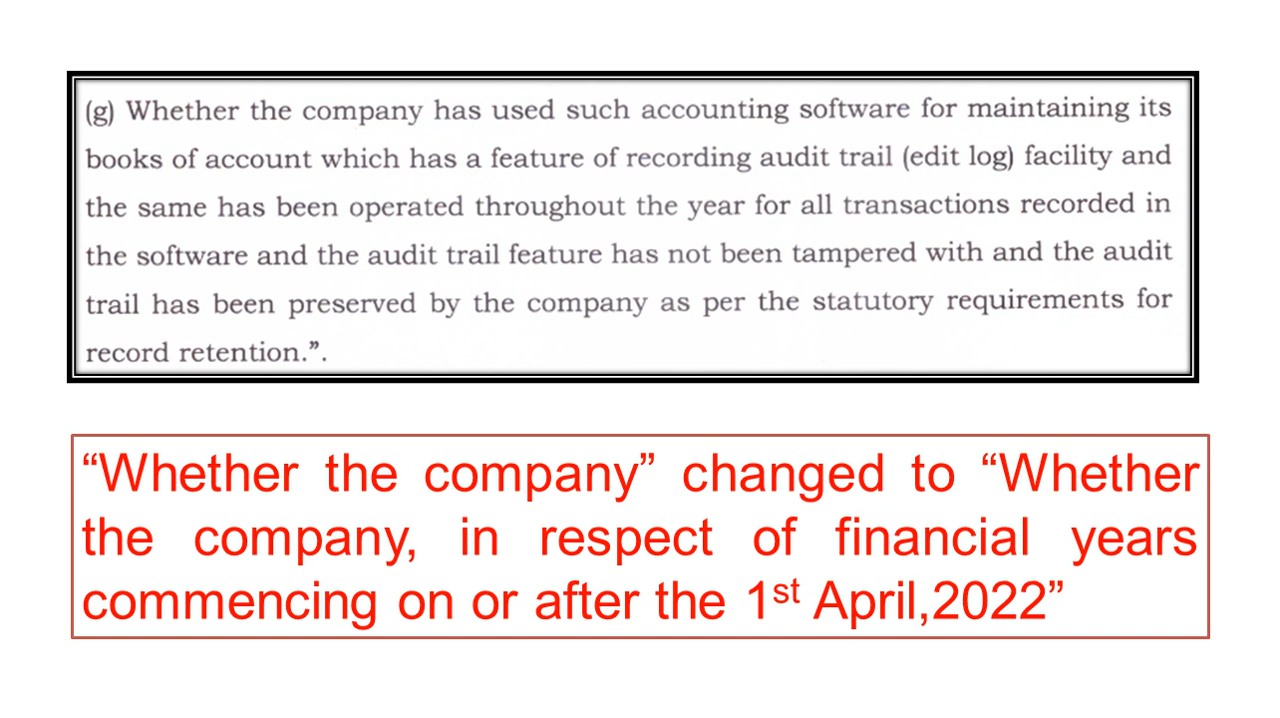 (g) Whether the company has used such accounting software for maintaining its
books of account which has a feature of recording audit trail (edit log) facility and
the same has been operated throughout the year for all transactions recorded in
the software and the audit trail feature has not been tampered with and the audit
trail has been preserved by the company as per the statutory requirements for
record retention.”.
“Whether the company” changed to “Whether
the company, in respect of financial years
commencing on or after the 1st April,2022”